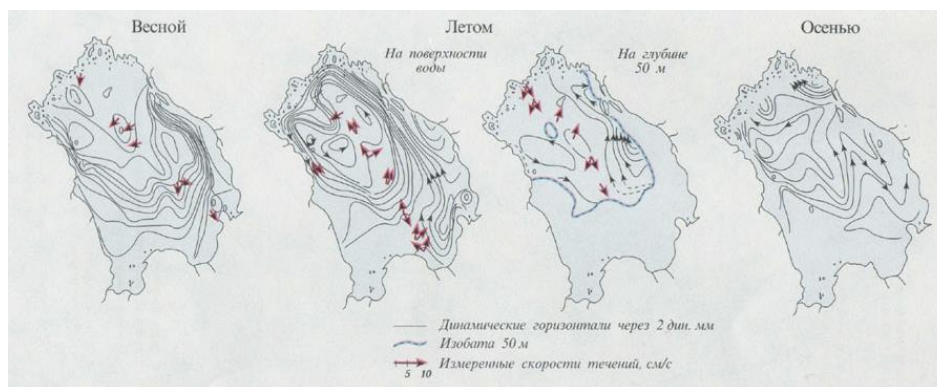 Весной
Летом
Осенью
На поверхности
воды
На глубине
50 м
Динамические горизонтали через 2 дин. мм
Изобата 50 м
Измеренные скорости течений, см/с
5 10